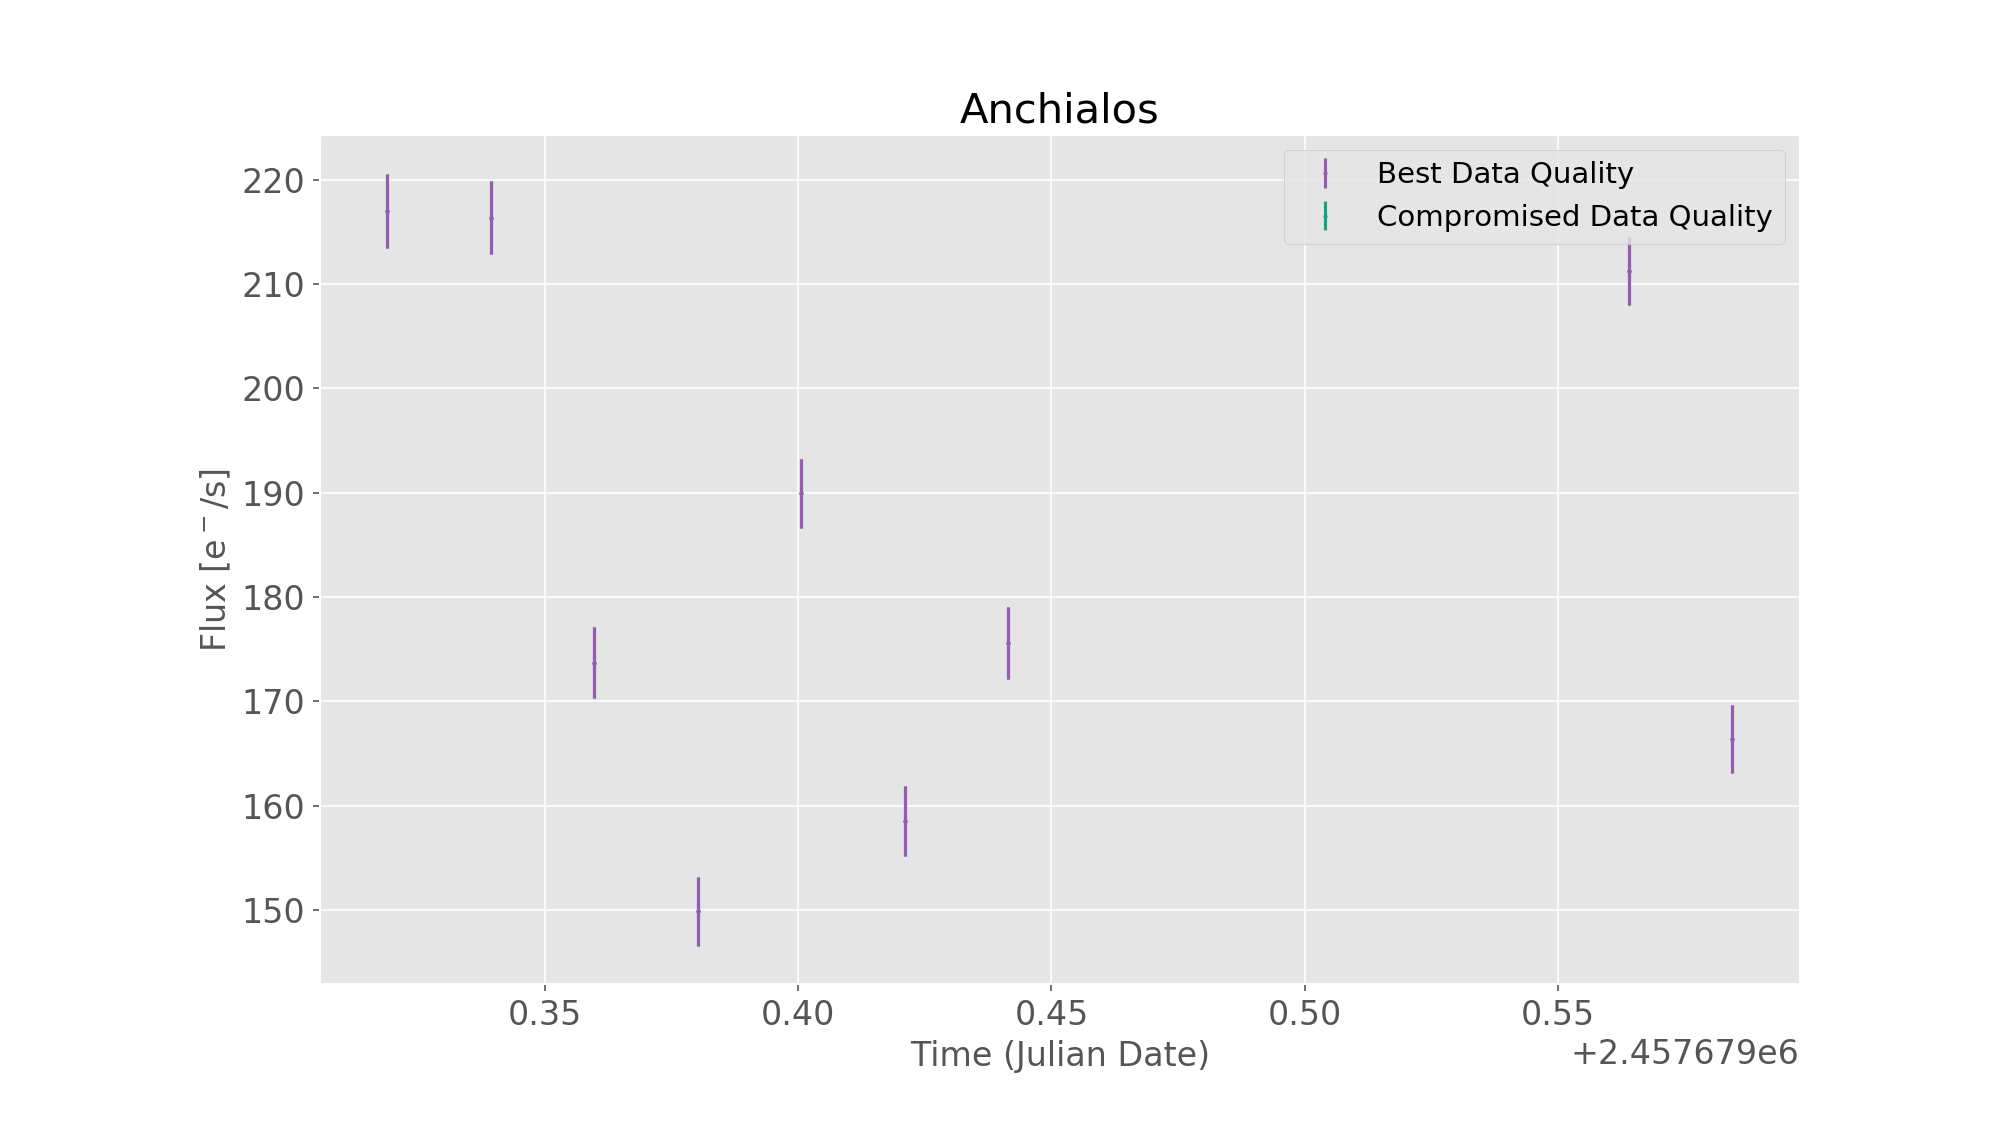 Anchialos
Best Data Quality
Compromised Data Quality
220
210
200
190
180
170
160
150
Flux [e⁻/s]
0.35 0.40 0.45 0.50 0.55
Time (Julian Date)
+2.457679e6